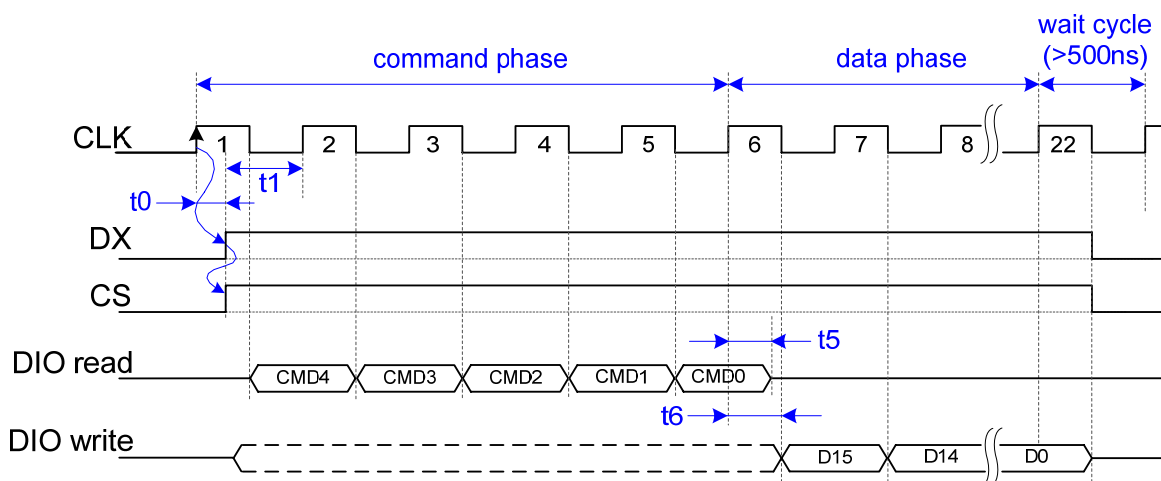 wait cycle
command phase data phase (>500ns)
CLK 1 2 3 4 5 6 7 8 22
t1
t0
DX
CS
t5
DIO read CMD4 CMD3 CMD2 CMD1 CMD0
t6
DIO write D15 D14 D0